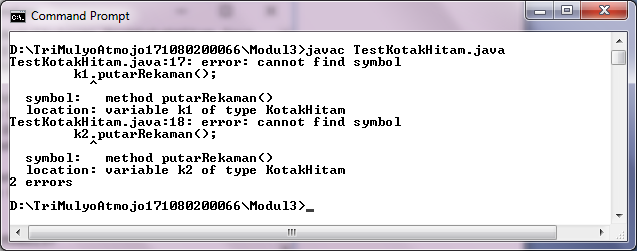 Command Prompt
D:\TriMulyoAtmojo171080200066\Modul3>javac TestKotakHitam.java
TestKotakHitam.java:17: error: cannot find symbol
        k1.putarRekaman();
          ^
  symbol:   method putarRekaman()
  location: variable k1 of type KotakHitam
TestKotakHitam.java:18: error: cannot find symbol
        k2.putarRekaman();
          ^
  symbol:   method putarRekaman()
  location: variable k2 of type KotakHitam
2 errors
D:\TriMulyoAtmojo171080200066\Modul3>_